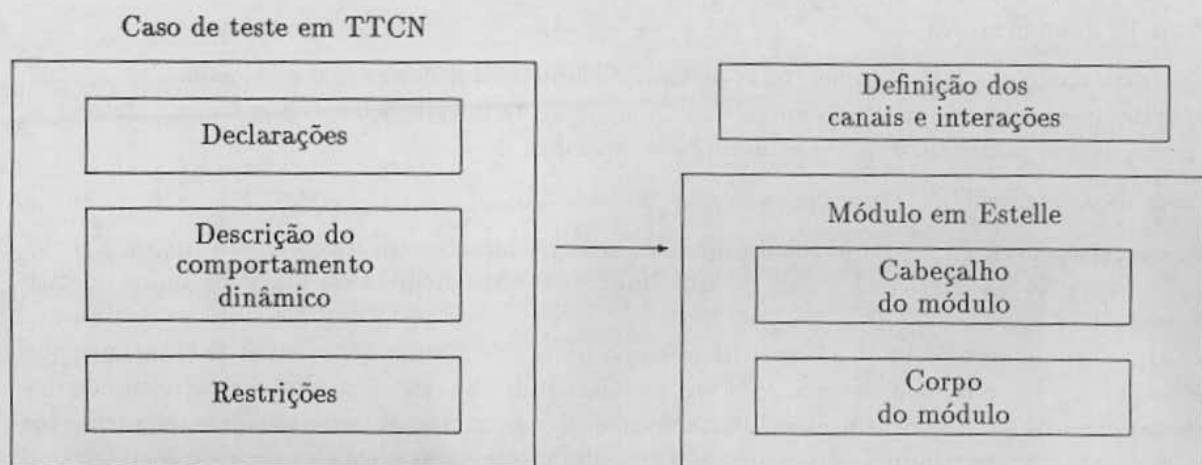 Caso de teste em TTCN
Declarações
Descrição do
comportamento
dinâmico
Restrições
Definição dos
canais e interações
Módulo em Estelle
Cabeçalho
do módulo
Corpo
do módulo